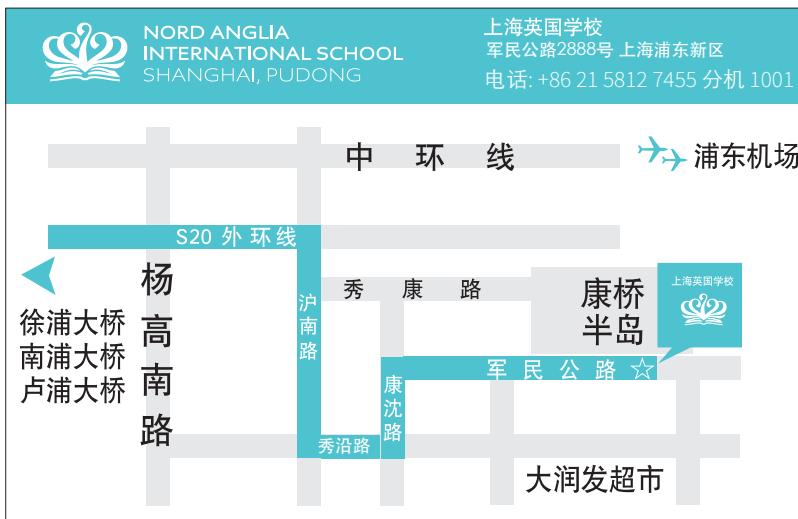 NORD ANGLIA
INTERNATIONAL SCHOOL
SHANGHAI, PUDONG
上海英国学校
军民公路2888号 上海浦东新区
电话: +86 21 5812 7455 分机 1001
中 环 线
浦东机场
S20 外 环 线
杨高南路
沪南路
秀 康 路
康桥
半岛
上海英国学校
徐浦大桥
南浦大桥
卢浦大桥
康沈路
军 民 公 路
秀沿路
大润发超市